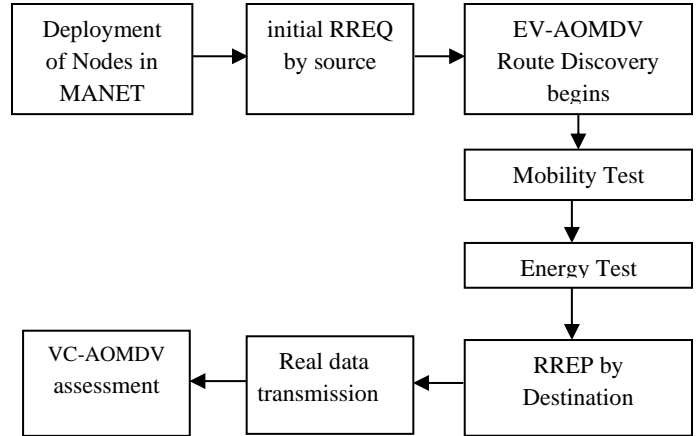 Deployment
of Nodes in
MANET
initial RREQ
by source
EV-AOMDV
Route Discovery
begins
Mobility Test
Energy Test
RREP by
Destination
Real data
transmission
VC-AOMDV
assessment